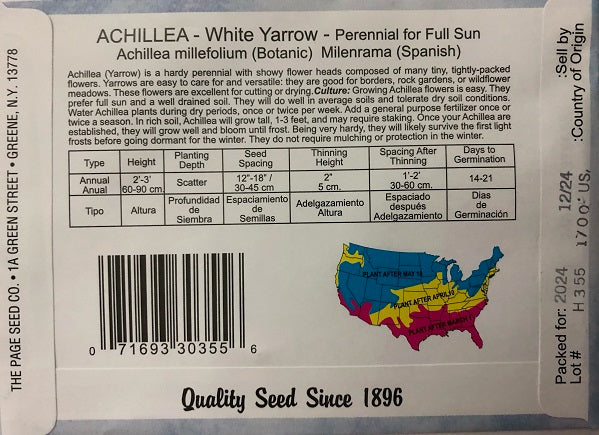 ACHILLEA - White Yarrow - Perennial for Full Sun
Achillea millefolium (Botanic) Milenrama (Spanish)
Achillea (Yarrow) is a hardy perennial with showy flower heads composed of many tiny, tightly-packed
flowers. Yarrows are easy to care for and versatile: they are good for borders, rock gardens, or wildflower
meadows. These flowers are excellent for cutting or drying. Culture: Growing Achillea flowers is easy. They
prefer full sun and a well drained soil. They will do well in average soils and tolerate dry soil conditions.
Water Achillea plants during dry periods, once or twice per week. Add a general purpose fertilizer once or
twice a season. In rich soil, Achillea will grow tall, 1-3 feet, and may require staking. Once your Achillea are
established, they will grow well and bloom until frost. Being very hardy, they will likely survive the first light
frosts before going dormant for the winter. They do not require mulching or protection in the winter.
Type Height Planting Depth Seed Spacing Thinning Height Spacing After Thinning Days to Germination
Annual Anual 2'-3' 60-90 cm. Scatter 12"-18" / 30-45 cm 2" 5 cm. 1'-2' 30-60 cm. 14-21
Tipo Altura Profundidad de Siembra Espaciamiento de Semillas Adelgazamiento Altura Espaciado después Adelgazamiento Dias de Germinación
PLANT AFTER MAY 10
PLANT AFTER APRIL 10
PLANT AFTER MARCH 1
0 71693 30355 6
Quality Seed Since 1896
THE PAGE SEED CO. • 1A GREEN STREET • GREENE, N.Y. 13778
Packed for: 2024 12/24 :Sell by
Lot # H355 1700: US. :Country of Origin